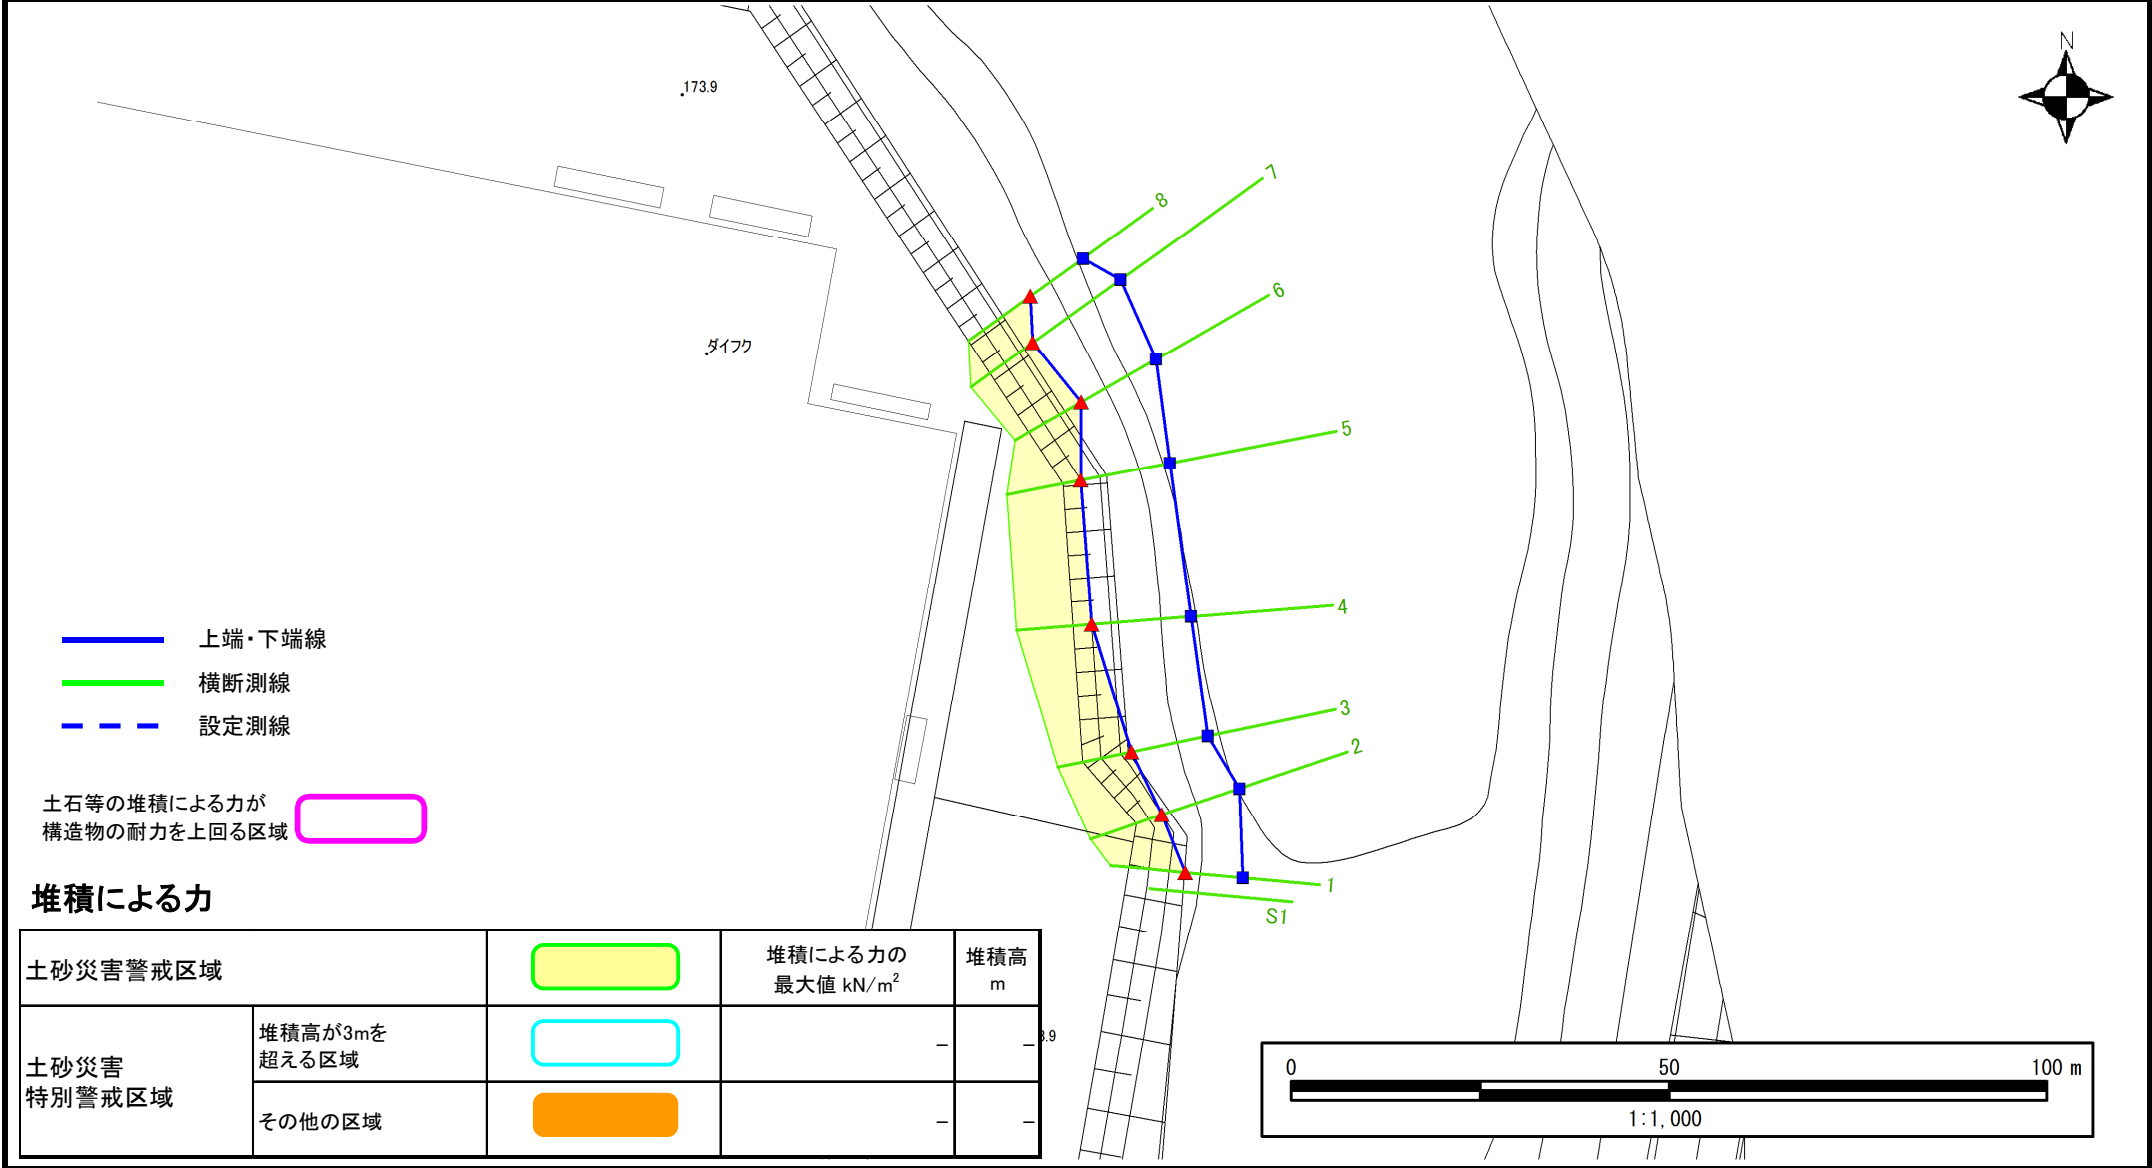 N
173.9
ダイフク
8
7
6
5
4
3
2
1
S1
上端・下端線
横断測線
設定測線
土石等の堆積による力が
構造物の耐力を上回る区域
堆積による力
土砂災害警戒区域
堆積による力の
最大値 kN/m²
堆積高
m
土砂災害
特別警戒区域
堆積高が3mを
超える区域
–
–
その他の区域
–
–
3.9
0 50 100 m
1:1,000